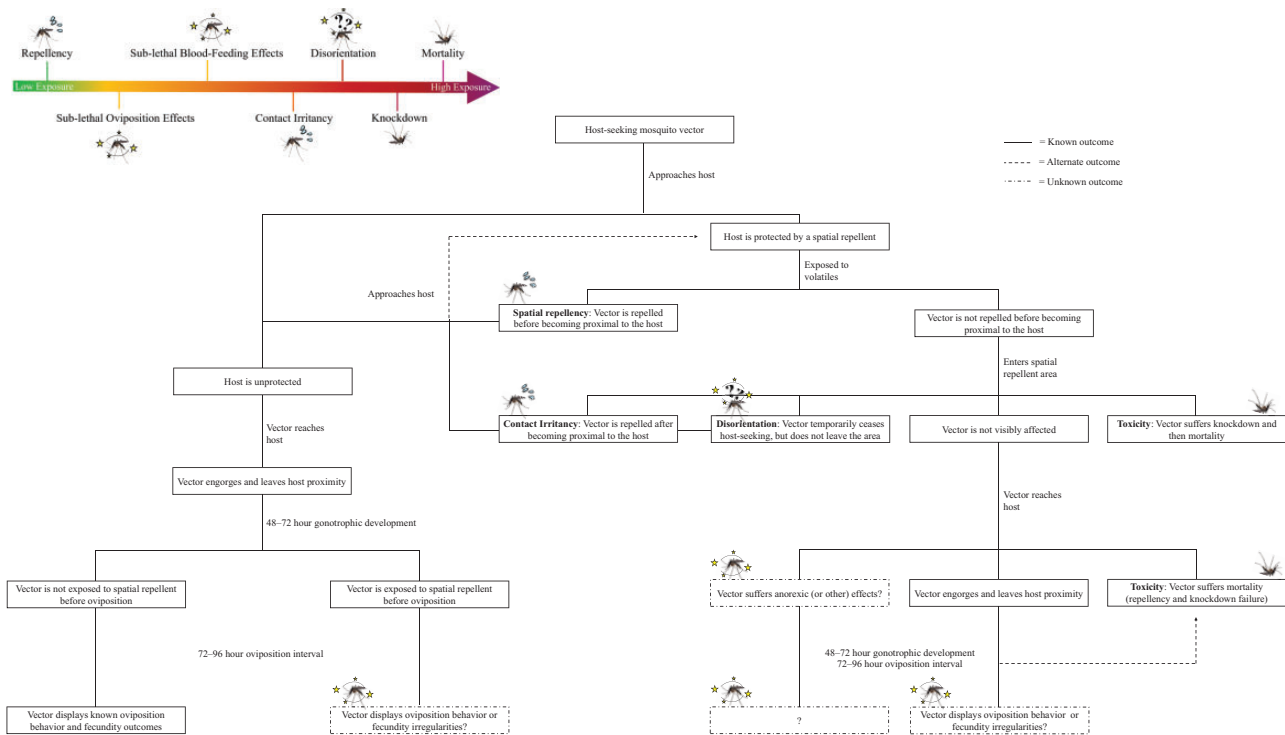 Repellency
Sub-lethal Blood-Feeding Effects
Disorientation
Mortality
Low Exposure
High Exposure
Sub-lethal Oviposition Effects
Contact Irritancy
Knockdown
Host-seeking mosquito vector
= Known outcome
= Alternate outcome
= Unknown outcome
Approaches host
Host is protected by a spatial repellent
Exposed to
volatiles
Approaches host
Spatial repellency: Vector is repelled
before becoming proximal to the host
Vector is not repelled before becoming
proximal to the host
Enters spatial
repellent area
Host is unprotected
Contact Irritancy: Vector is repelled after
becoming proximal to the host
??
Disorientation: Vector temporarily ceases
host-seeking, but does not leave the area
Vector is not visibly affected
Toxicity: Vector suffers knockdown and
then mortality
Vector reaches
host
Vector engorges and leaves host proximity
Vector reaches
host
48–72 hour gonotrophic development
Vector is not exposed to spatial repellent
before oviposition
Vector is exposed to spatial repellent
before oviposition
Vector suffers anorexic (or other) effects?
Vector engorges and leaves host proximity
Toxicity: Vector suffers mortality
(repellency and knockdown failure)
72–96 hour oviposition interval
48–72 hour gonotrophic development
72–96 hour oviposition interval
Vector displays known oviposition
behavior and fecundity outcomes
Vector displays oviposition behavior or
fecundity irregularities?
?
Vector displays oviposition behavior or
fecundity irregularities?